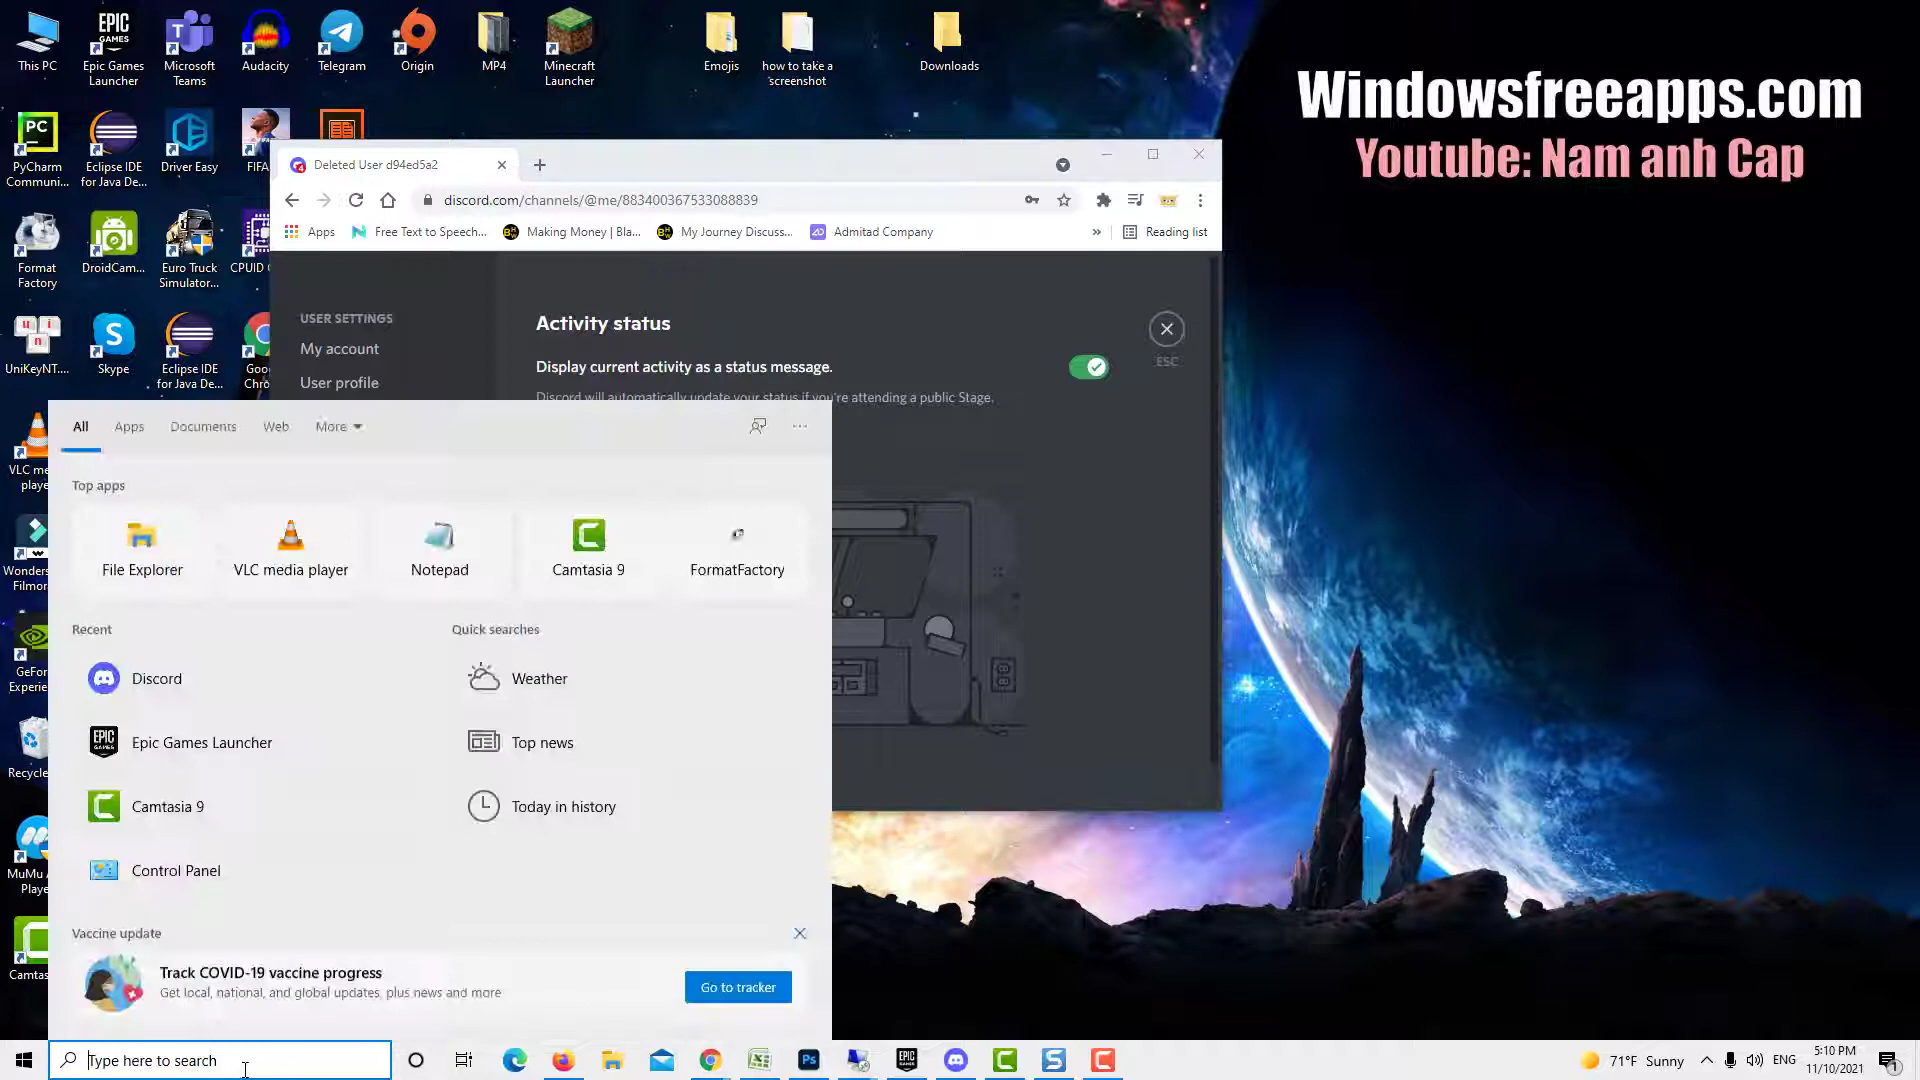 This PC
Epic Games
Launcher
Microsoft
Teams
Audacity
Telegram
Origin
MP4
Minecraft
Launcher
Emojis
how to take a
screenshot
Downloads
Windowsfreeapps.com
Youtube: Nam anh Cap
PyCharm
Communi...
Eclipse IDE
for Java De...
Driver Easy
FIFA
Format
Factory
DroidCam...
Euro Truck
Simulator...
CPUID
UniKeyNT....
Skype
Eclipse IDE
for Java De...
Deleted User d94ed5a2
discord.com/channels/@me/883400367533088839
Apps
Free Text to Speech...
Making Money | Bla...
My Journey Discuss...
Admitad Company
»
Reading list
USER SETTINGS
My account
User profile
Activity status
Display current activity as a status message.
Discord will automatically update your status if you're attending a public Stage.
ESC
All
Apps
Documents
Web
More
Top apps
File Explorer
VLC media player
Notepad
Camtasia 9
FormatFactory
Recent
Quick searches
Discord
Weather
Epic Games Launcher
Top news
Camtasia 9
Today in history
Control Panel
Vaccine update
Track COVID-19 vaccine progress
Get local, national, and global updates, plus news and more
Go to tracker
Type here to search
71°F Sunny
ENG
5:10 PM
11/10/2021